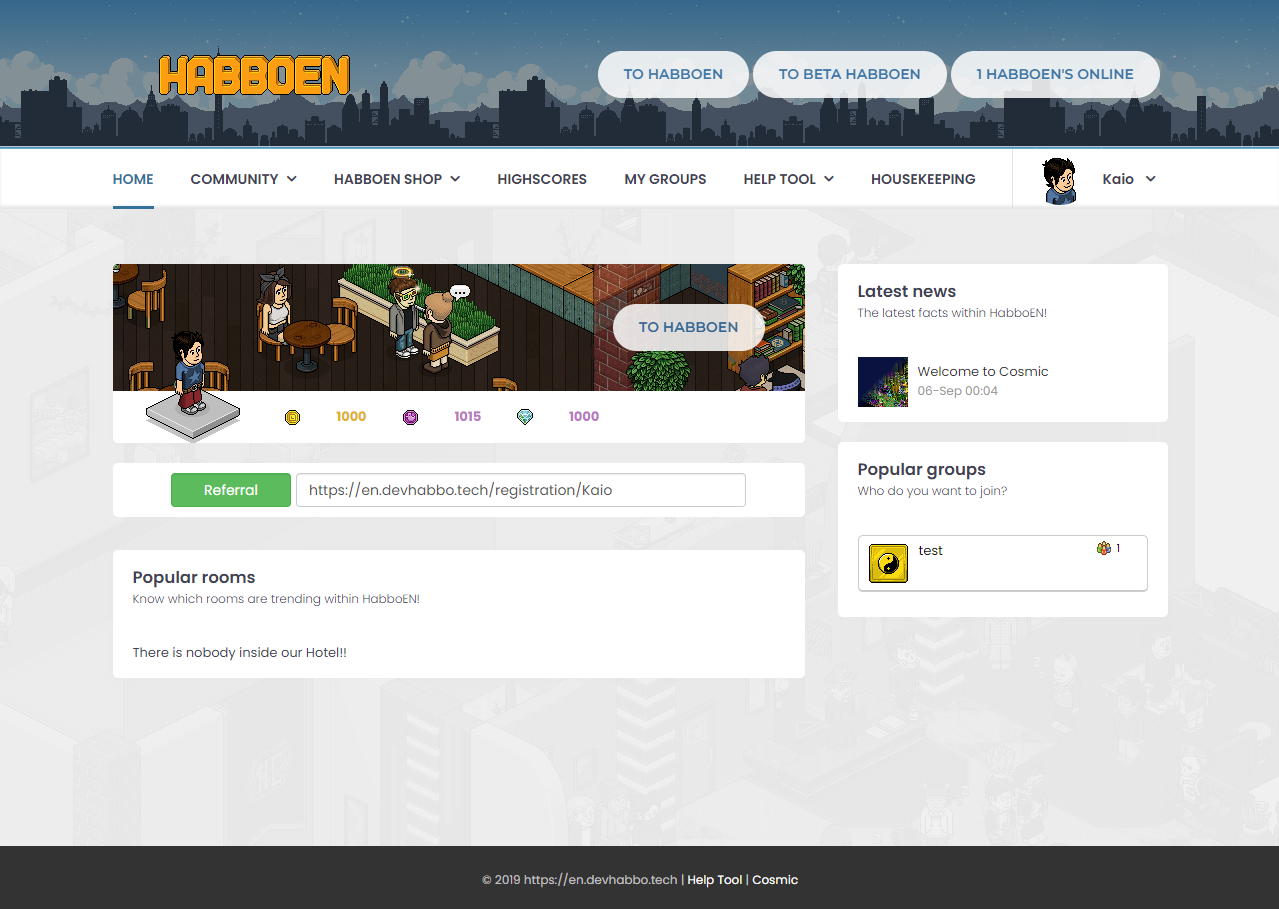 HABBOEN
TO HABBOEN
TO BETA HABBOEN
1 HABBOEN'S ONLINE
HOME
COMMUNITY
HABBOEN SHOP
HIGHSCORES
MY GROUPS
HELP TOOL
HOUSEKEEPING
Kaio
TO HABBOEN
1000
1015
1000
Referral
https://en.devhabbo.tech/registration/Kaio
Popular rooms
Know which rooms are trending within HabboEN!
There is nobody inside our Hotel!!
Latest news
The latest facts within HabboEN!
Welcome to Cosmic
06-Sep 00:04
Popular groups
Who do you want to join?
test
1
© 2019 https://en.devhabbo.tech | Help Tool | Cosmic